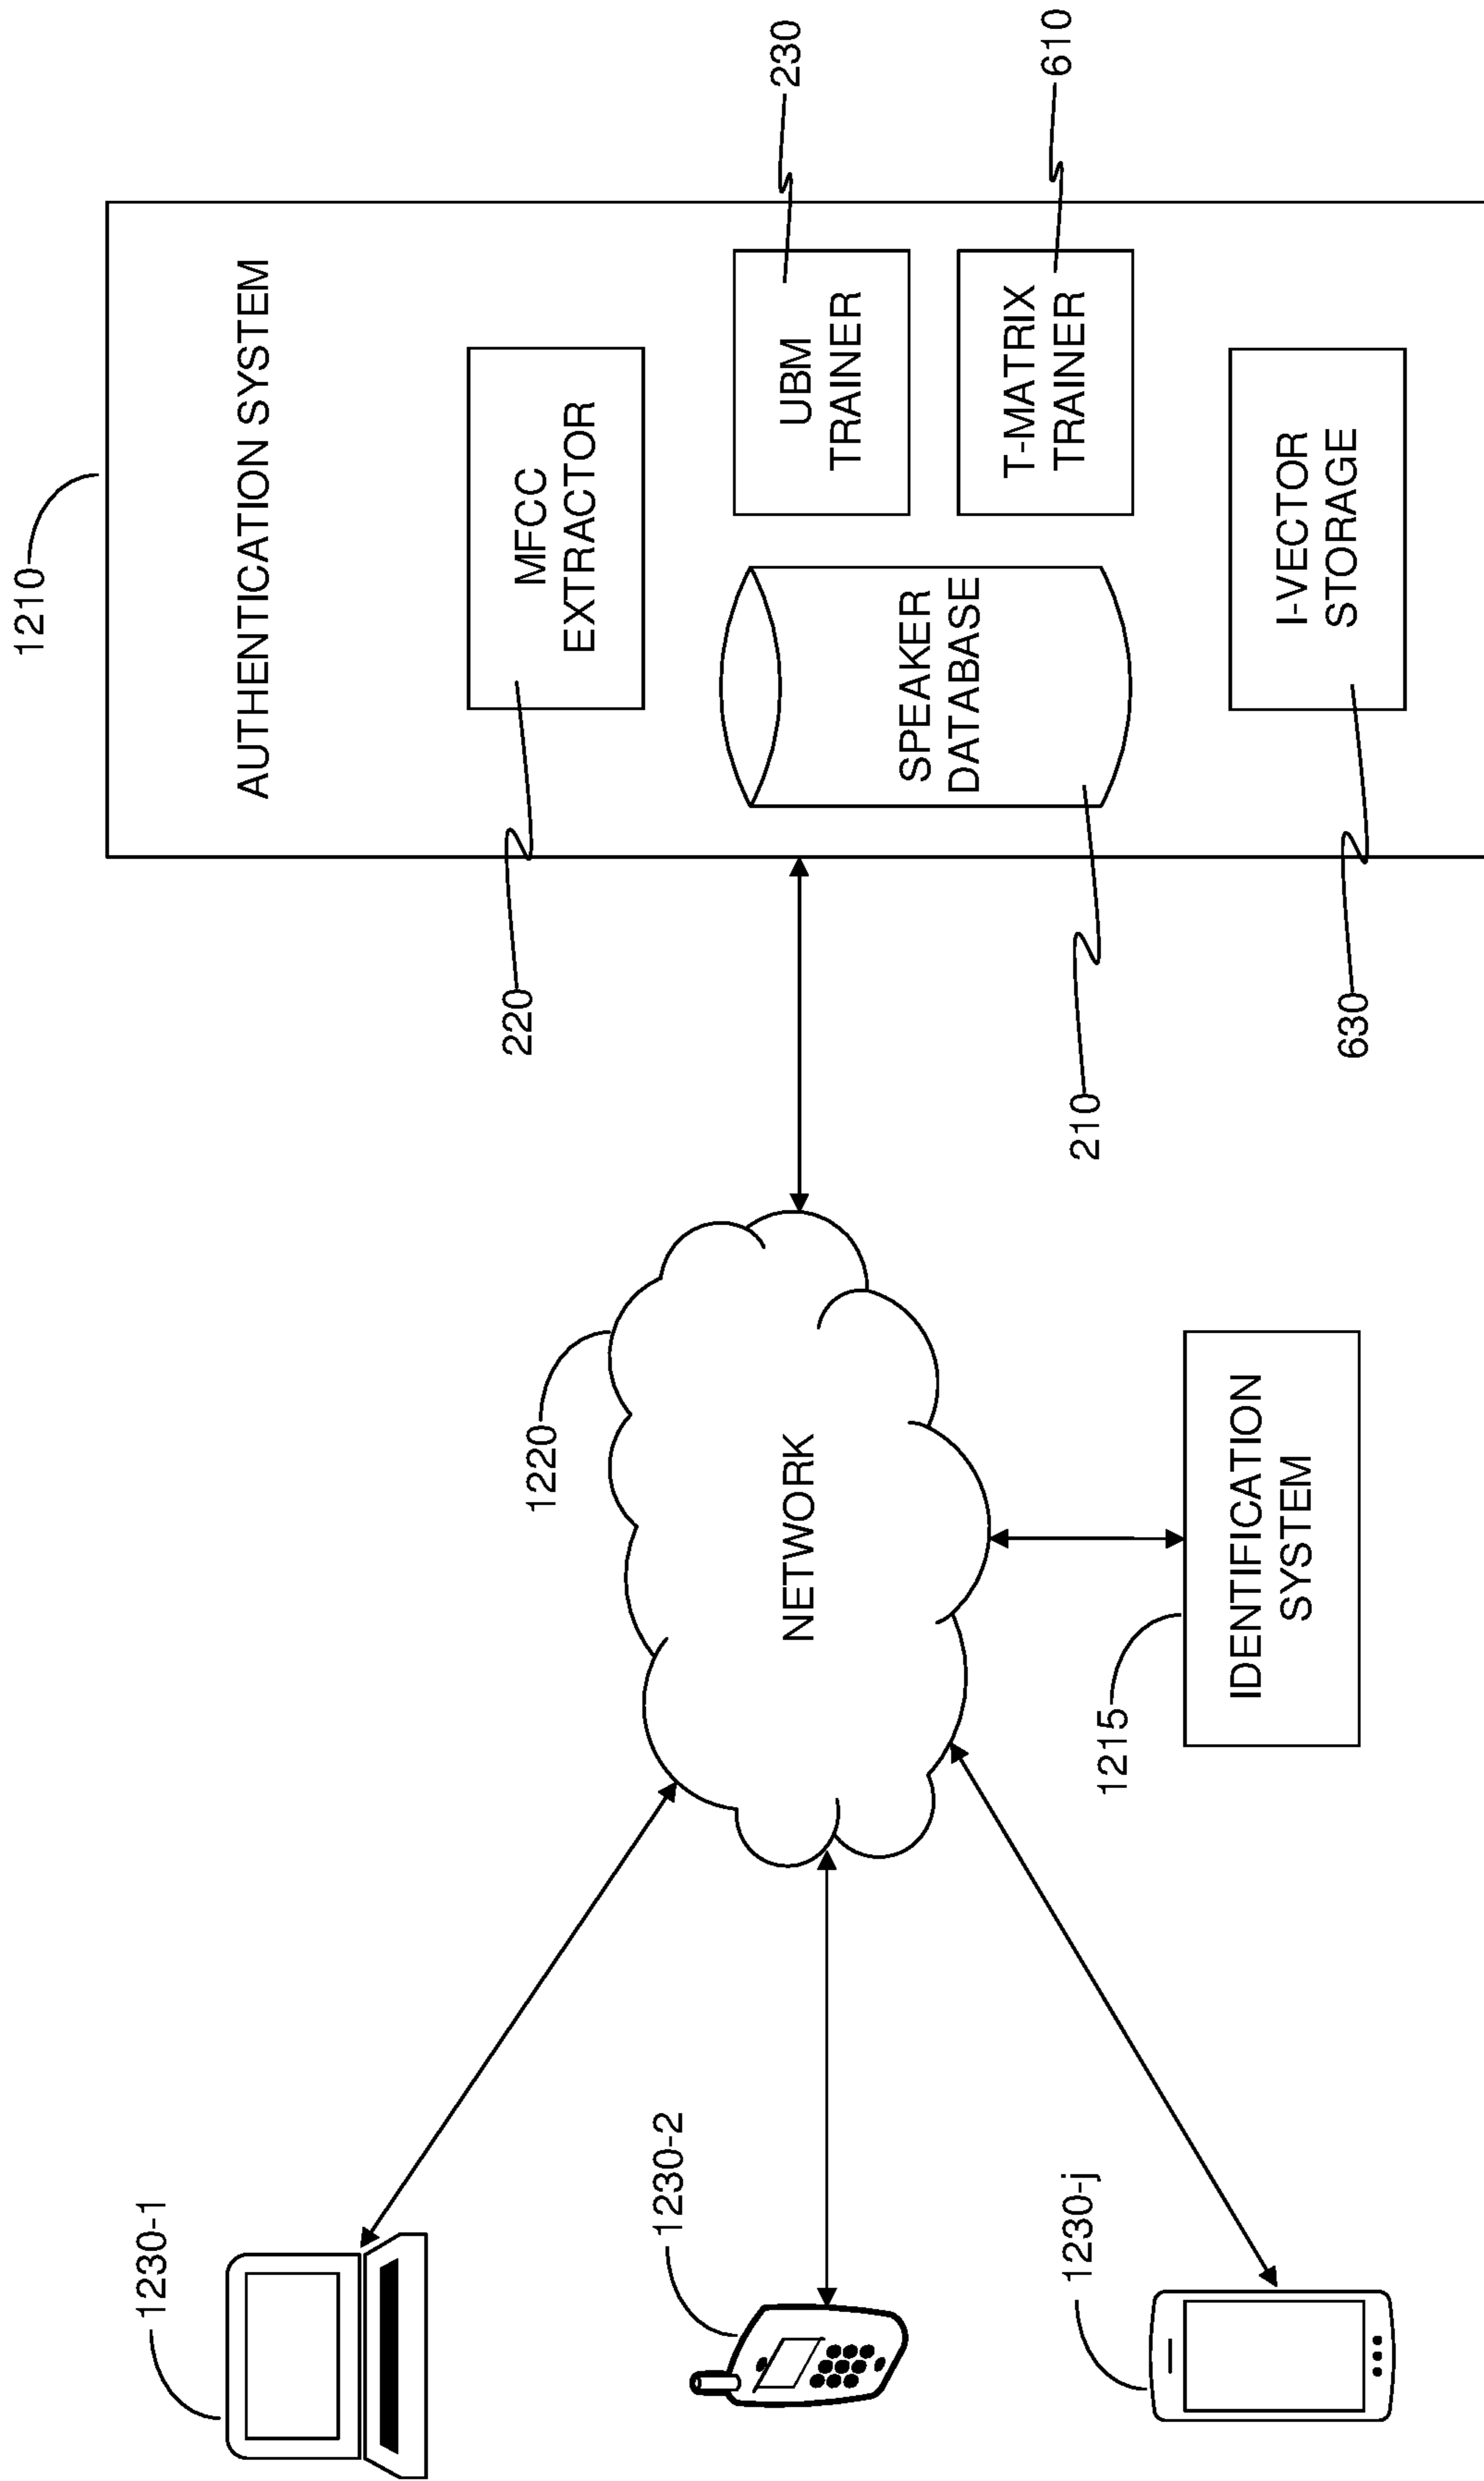 1210
AUTHENTICATION SYSTEM
MFCC
EXTRACTOR
220
230
UBM
TRAINER
SPEAKER
DATABASE
210
610
T-MATRIX
TRAINER
I-VECTOR
STORAGE
630
1220
NETWORK
1215
IDENTIFICATION
SYSTEM
1230-1
1230-2
1230-j